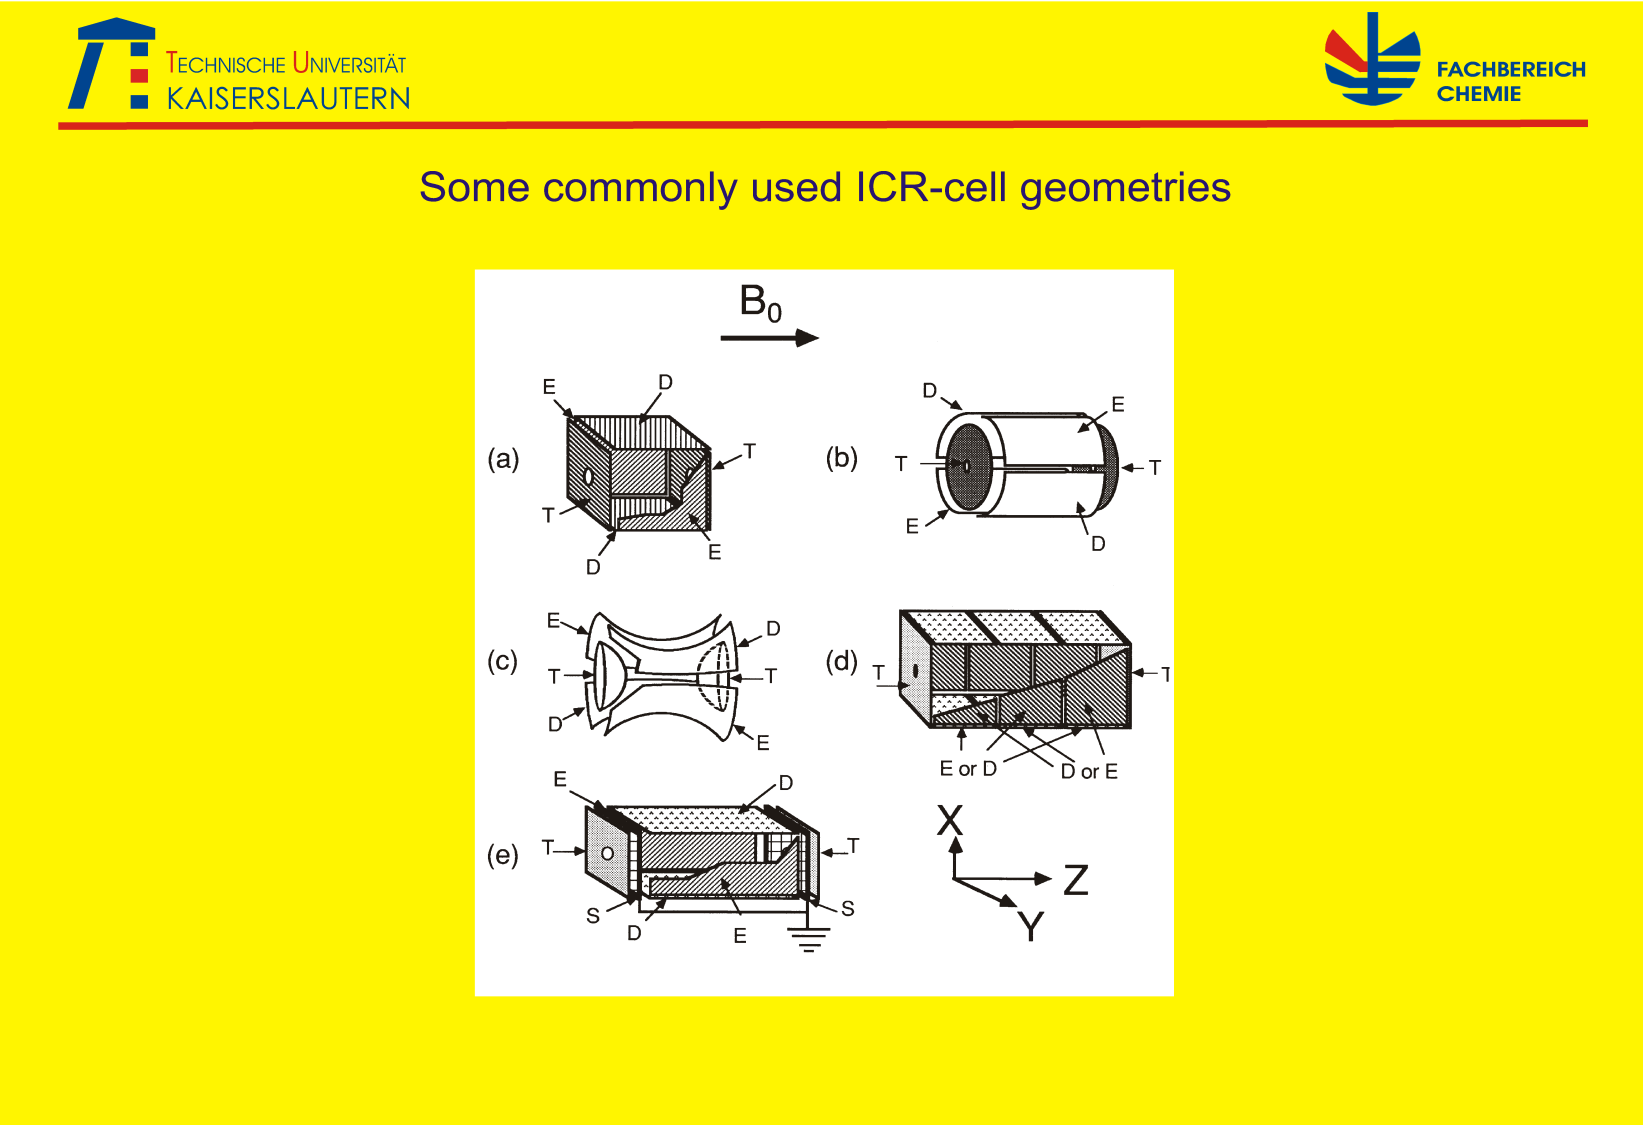 TECHNISCHE UNIVERSITÄT
KAISERSLAUTERN
FACHBEREICH
CHEMIE
Some commonly used ICR-cell geometries
B0
(a)
E
D
T
T
D
E
(b)
D
E
T
T
E
D
(c)
E
D
T
T
D
E
(d)
T
T
E or D
D or E
(e)
E
D
T
T
S
D
E
S
X
Z
Y